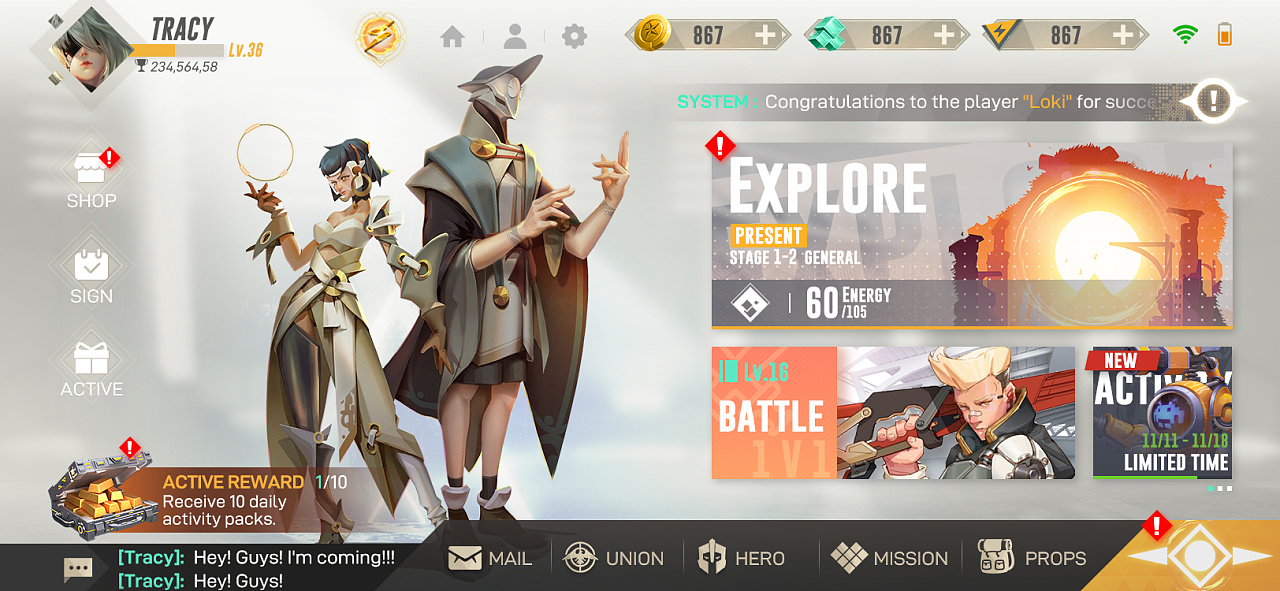 TRACY
Lv.36
234,564,58
867
867
867
SYSTEM : Congratulations to the player "Loki" for succe
SHOP
SIGN
ACTIVE
EXPLORE
PRESENT
STAGE 1-2 GENERAL
60 ENERGY
/105
Lv.16
BATTLE
1V1
NEW
11/11 - 11/18
LIMITED TIME
ACTIVE REWARD 1/10
Receive 10 daily
activity packs.
[Tracy]: Hey! Guys! I'm coming!!!
[Tracy]: Hey! Guys!
MAIL
UNION
HERO
MISSION
PROPS